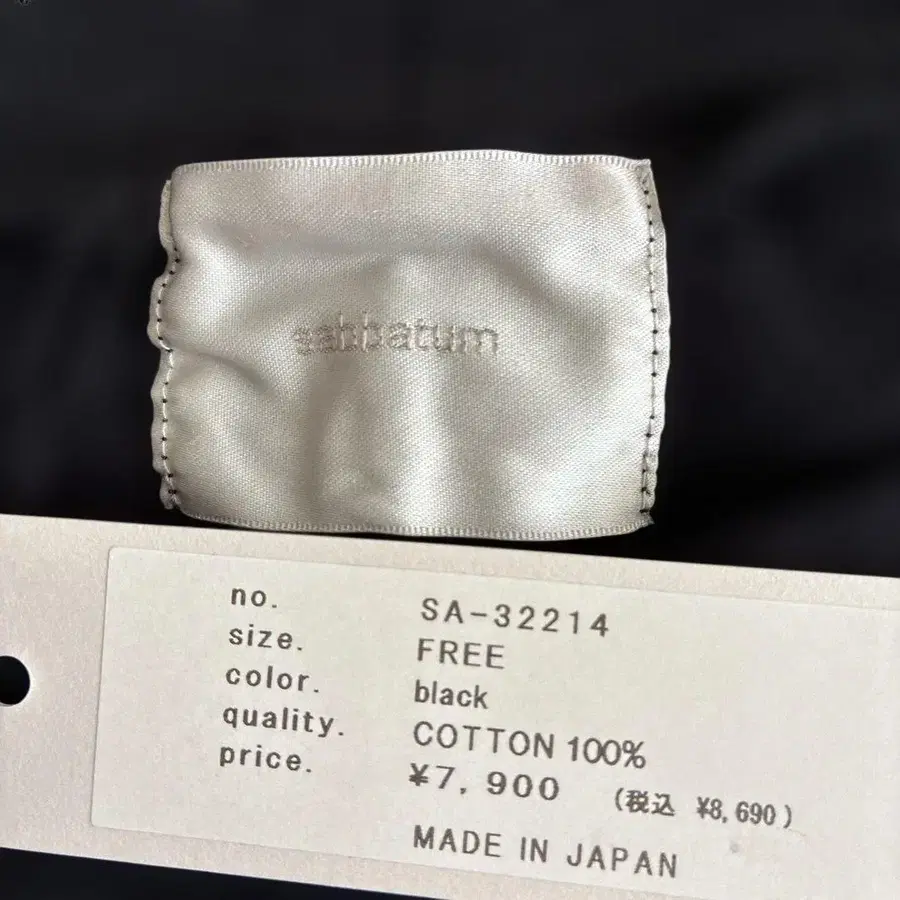 sabbatum
no. SA-32214
size. FREE
color. black
quality. COTTON 100%
price. ¥7,900 (税込 ¥8,690)
MADE IN JAPAN